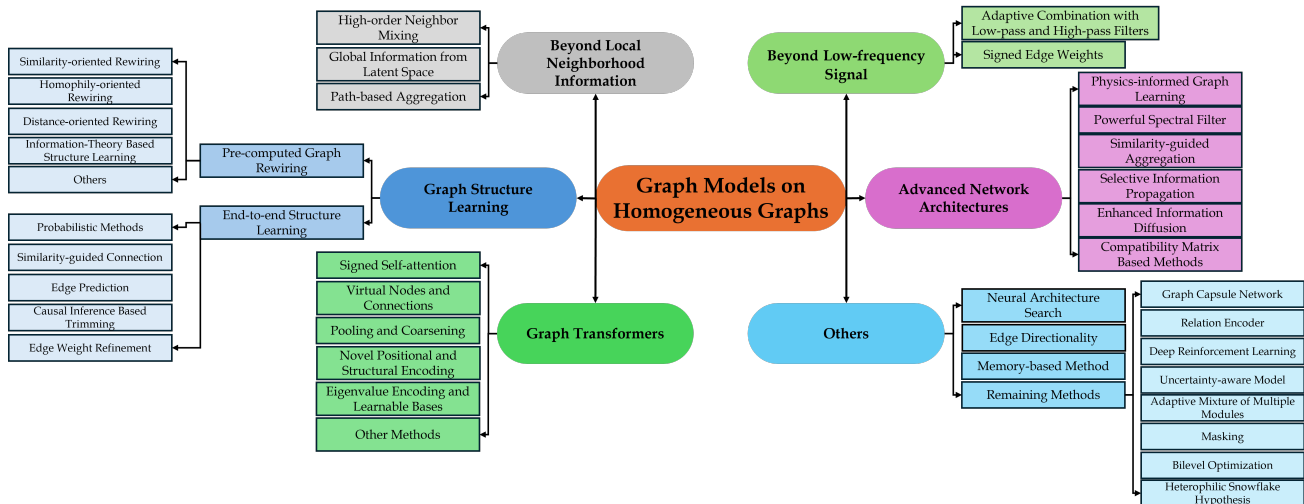 Graph Models on
Homogeneous Graphs
Beyond Local
Neighborhood
Information
High-order Neighbor
Mixing
Global Information from
Latent Space
Path-based Aggregation
Graph Structure
Learning
Pre-computed Graph
Rewiring
Similarity-oriented Rewiring
Homophily-oriented
Rewiring
Distance-oriented Rewiring
Information-Theory Based
Structure Learning
Others
End-to-end Structure
Learning
Probabilistic Methods
Similarity-guided Connection
Edge Prediction
Causal Inference Based
Trimming
Edge Weight Refinement
Graph Transformers
Signed Self-attention
Virtual Nodes and
Connections
Pooling and Coarsening
Novel Positional and
Structural Encoding
Eigenvalue Encoding and
Learnable Bases
Other Methods
Beyond Low-frequency
Signal
Adaptive Combination with
Low-pass and High-pass Filters
Signed Edge Weights
Advanced Network
Architectures
Physics-informed Graph
Learning
Powerful Spectral Filter
Similarity-guided
Aggregation
Selective Information
Propagation
Enhanced Information
Diffusion
Compatibility Matrix
Based Methods
Others
Neural Architecture
Search
Edge Directionality
Memory-based Method
Remaining Methods
Graph Capsule Network
Relation Encoder
Deep Reinforcement Learning
Uncertainty-aware Model
Adaptive Mixture of Multiple
Modules
Masking
Bilevel Optimization
Heterophilic Snowflake
Hypothesis